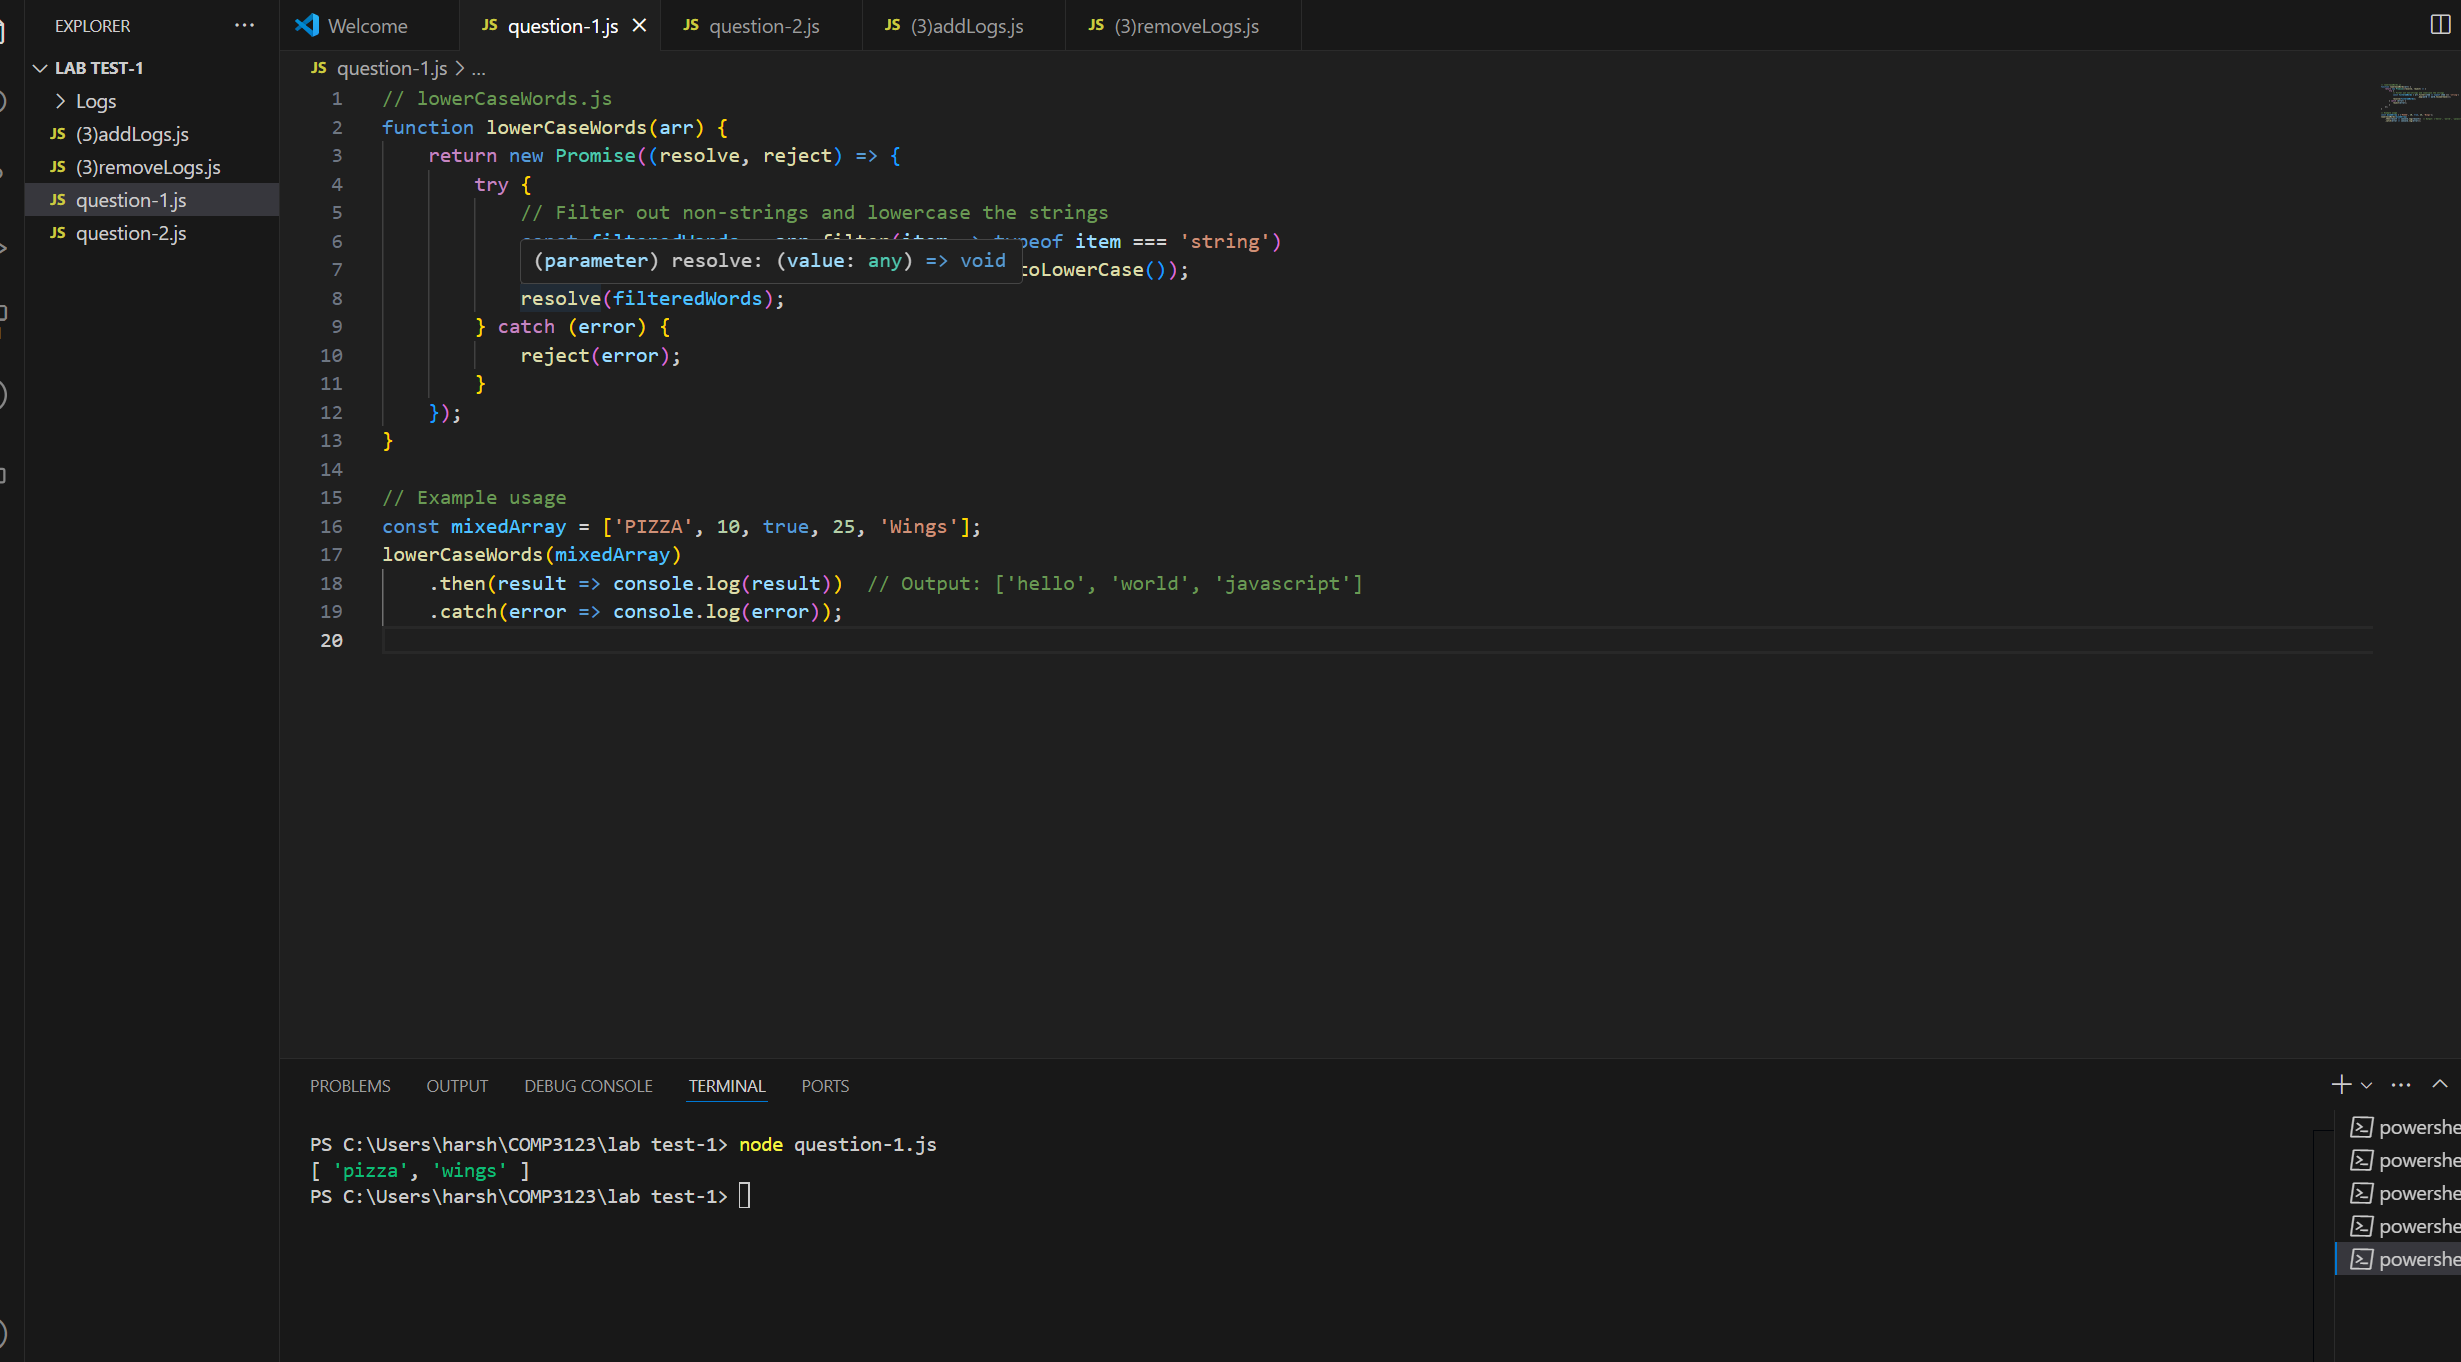 EXPLORER
LAB TEST-1
Logs
JS (3)addLogs.js
JS (3)removeLogs.js
JS question-1.js
JS question-2.js
Welcome
JS question-1.js
JS question-2.js
JS (3)addLogs.js
JS (3)removeLogs.js
JS question-1.js > ...
1 // lowerCaseWords.js
2 function lowerCaseWords(arr) {
3 return new Promise((resolve, reject) => {
4 try {
5 // Filter out non-strings and lowercase the strings
6 const filteredWords = arr.filter(item => typeof item === 'string')
(parameter) resolve: (value: any) => void
7 toLowerCase());
8 resolve(filteredWords);
9 } catch (error) {
10 reject(error);
11 }
12 });
13 }
14
15 // Example usage
16 const mixedArray = ['PIZZA', 10, true, 25, 'Wings'];
17 lowerCaseWords(mixedArray)
18 .then(result => console.log(result)) // Output: ['hello', 'world', 'javascript']
19 .catch(error => console.log(error));
20
PROBLEMS OUTPUT DEBUG CONSOLE TERMINAL PORTS
PS C:\Users\harsh\COMP3123\lab test-1> node question-1.js
[ 'pizza', 'wings' ]
PS C:\Users\harsh\COMP3123\lab test-1>
powershe
powershe
powershe
powershe
powershe